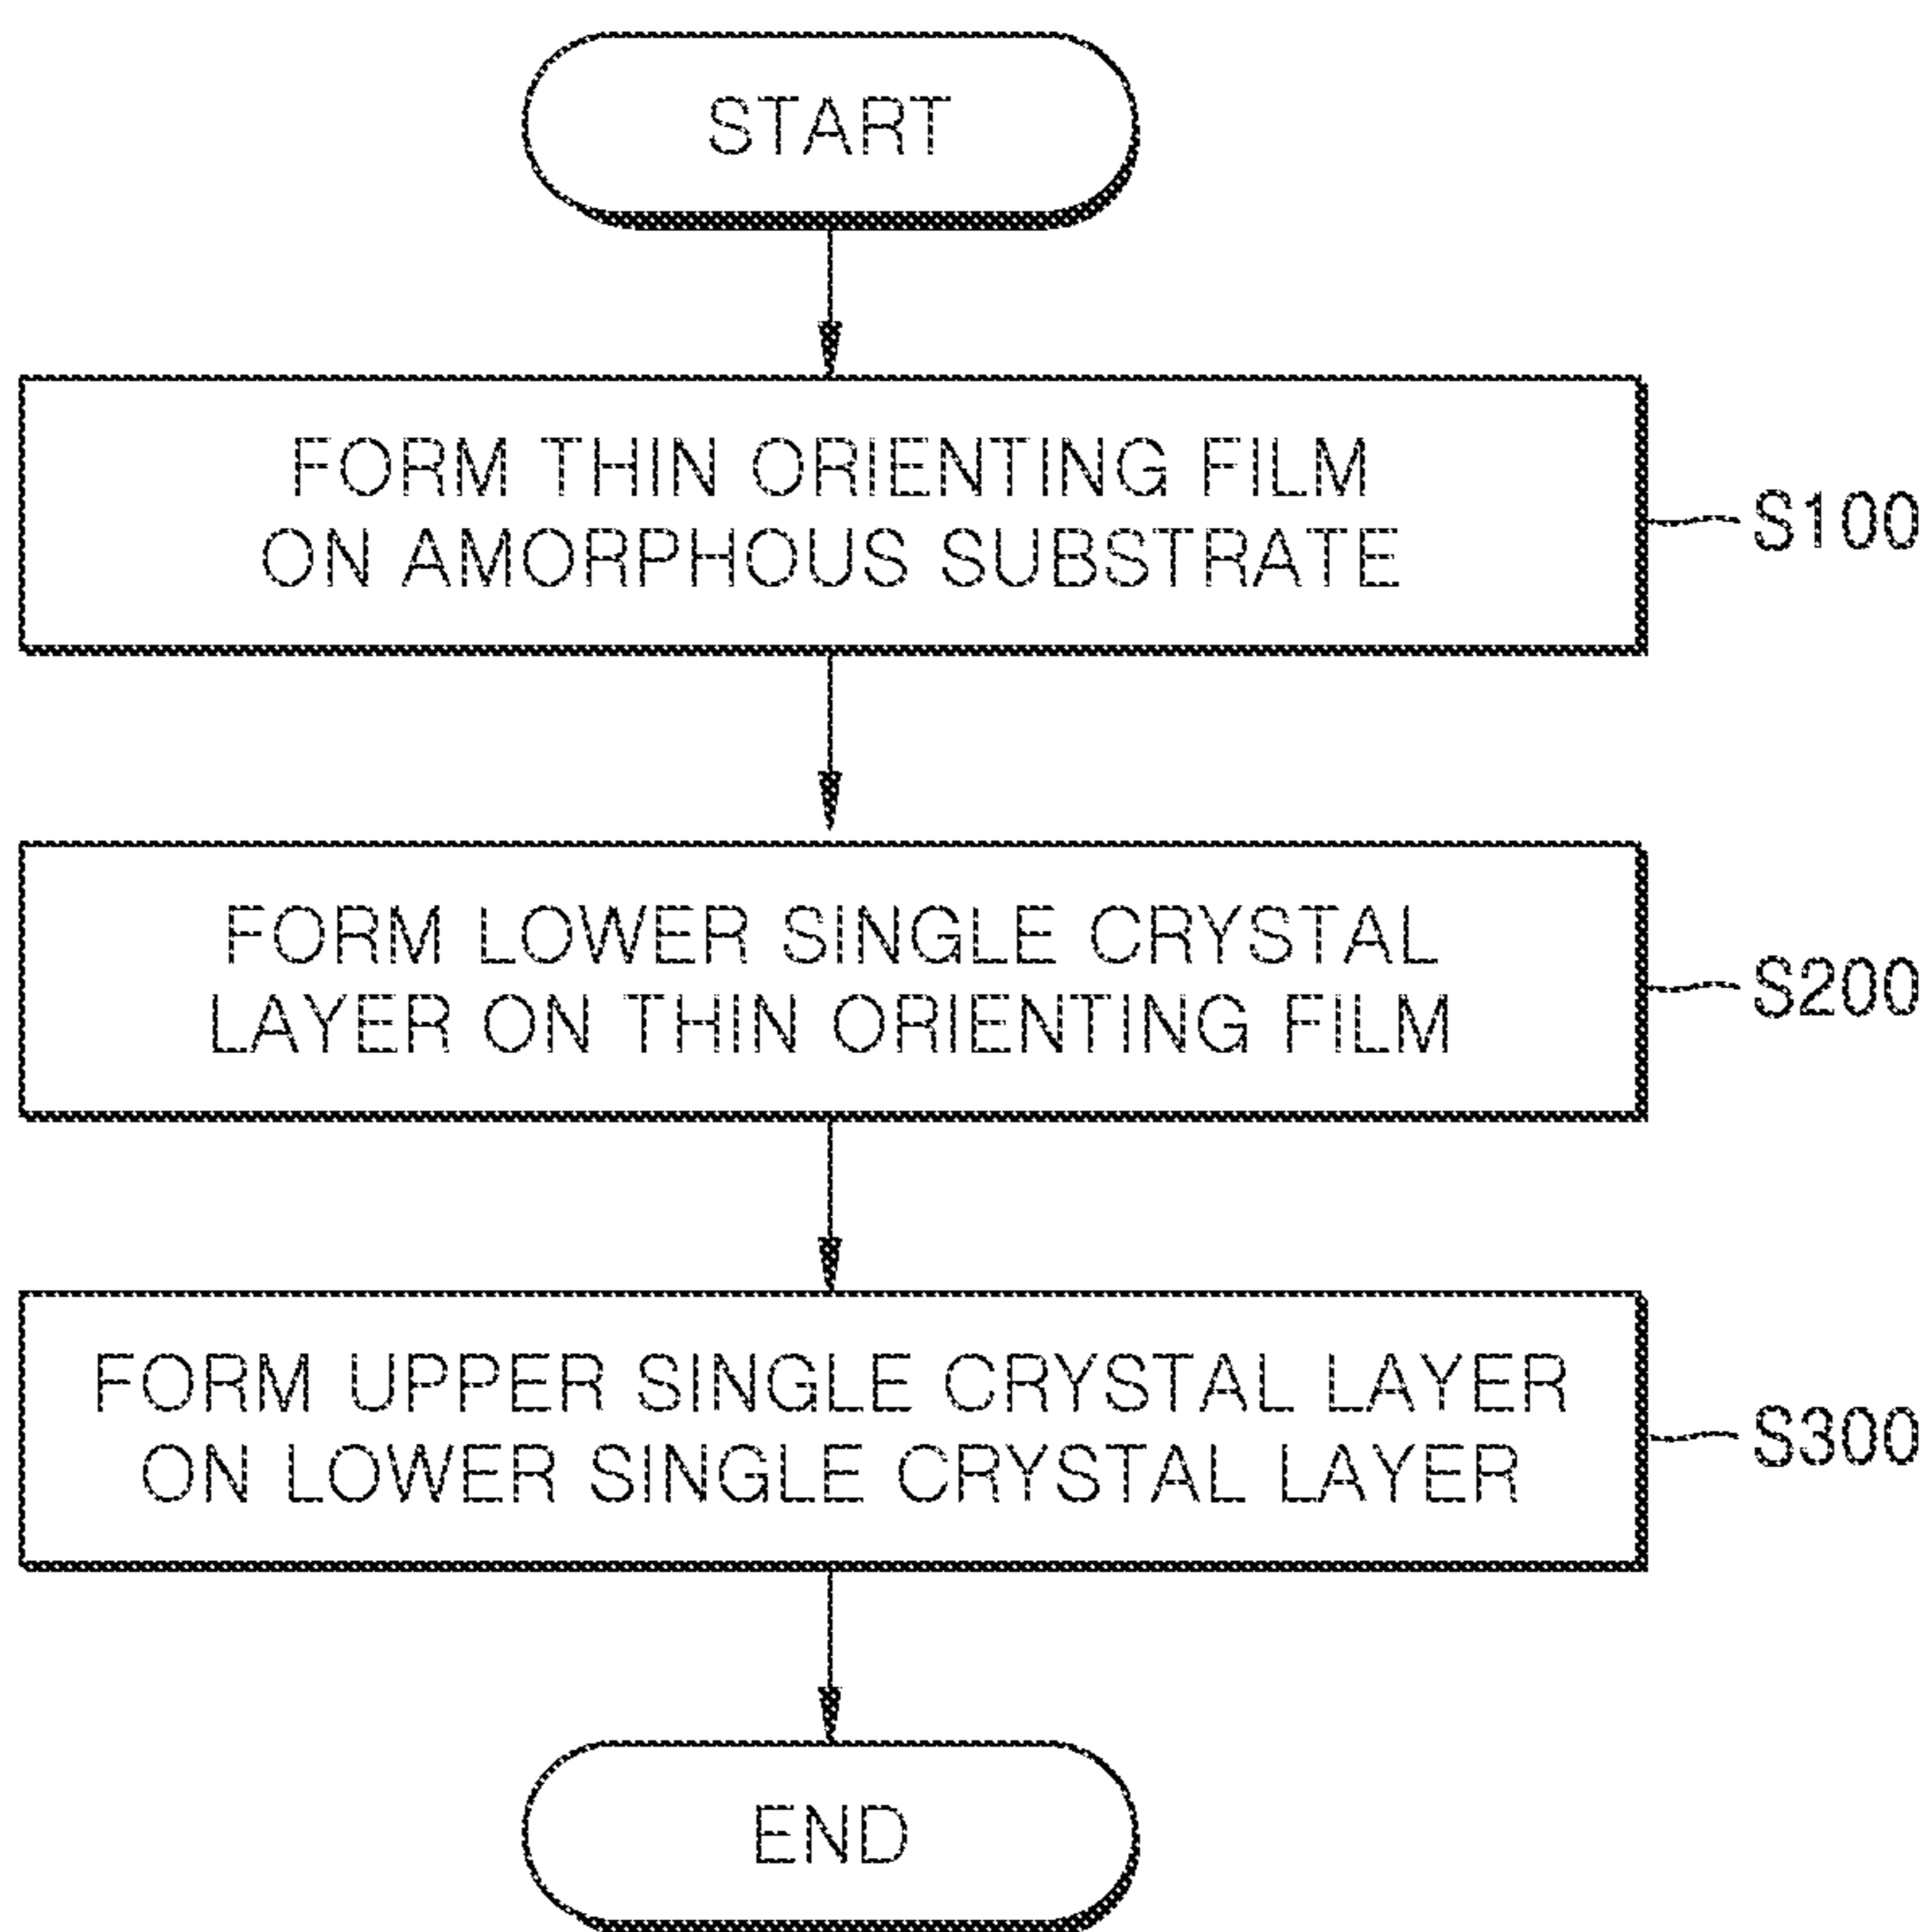 START
FORM THIN ORIENTING FILM
ON AMORPHOUS SUBSTRATE
S100
FORM LOWER SINGLE CRYSTAL
LAYER ON THIN ORIENTING FILM
S200
FORM UPPER SINGLE CRYSTAL LAYER
ON LOWER SINGLE CRYSTAL LAYER
S300
END